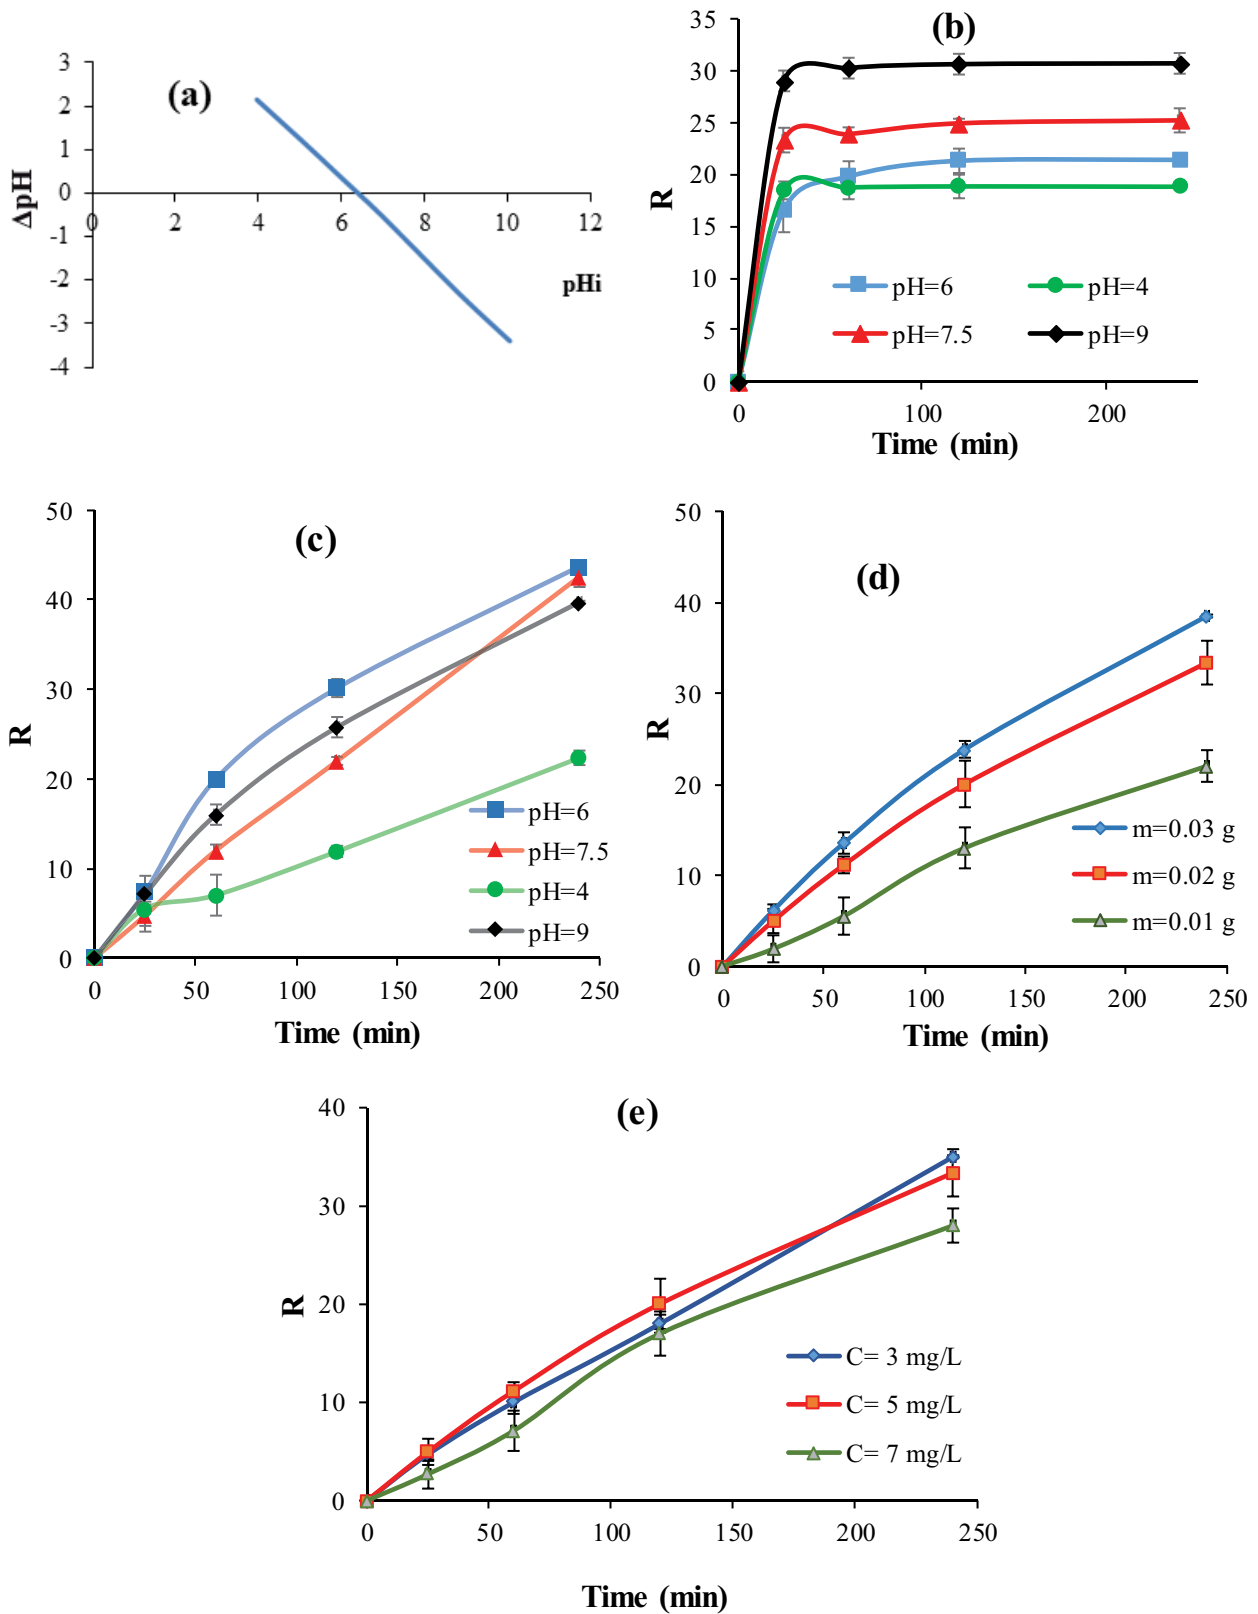 (a)
3
2
1
0
-1
-2
-3
-4
0 2 4 6 8 10 12
ΔpH
pHi
(b)
35
30
25
20
15
10
5
0
0 100 200
R
Time (min)
pH=6 pH=4
pH=7.5 pH=9
(c)
50
40
30
20
10
0
0 50 100 150 200 250
R
Time (min)
pH=6
pH=7.5
pH=4
pH=9
(d)
50
40
30
20
10
0
0 50 100 150 200 250
R
Time (min)
m=0.03 g
m=0.02 g
m=0.01 g
(e)
40
30
20
10
0
0 50 100 150 200 250
R
Time (min)
C= 3 mg/L
C= 5 mg/L
C= 7 mg/L